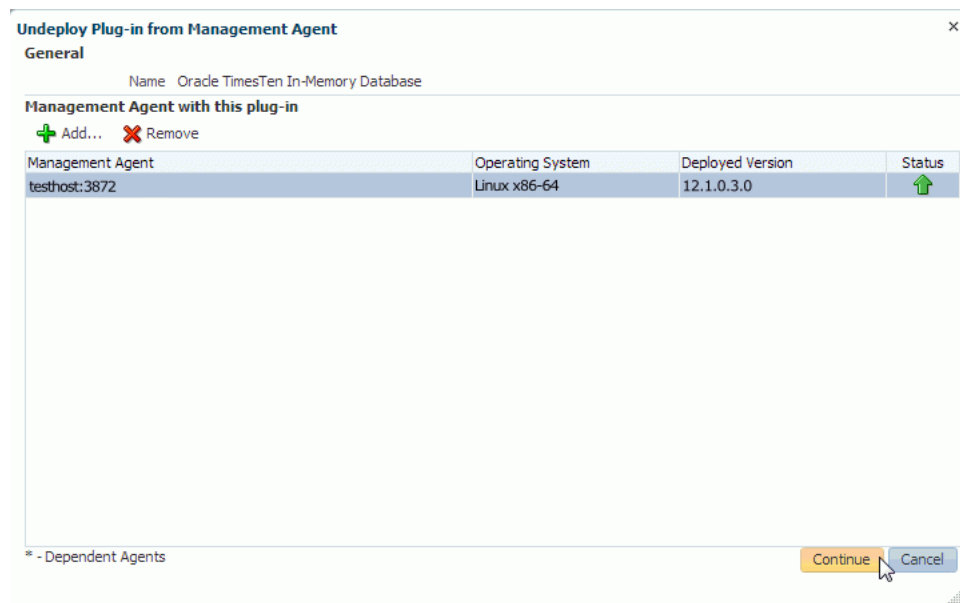 Undeploy Plug-in from Management Agent
General
Name Oracle TimesTen In-Memory Database
Management Agent with this plug-in
Add... Remove
Management Agent Operating System Deployed Version Status
testhost:3872 Linux x86-64 12.1.0.3.0
* - Dependent Agents
Continue Cancel